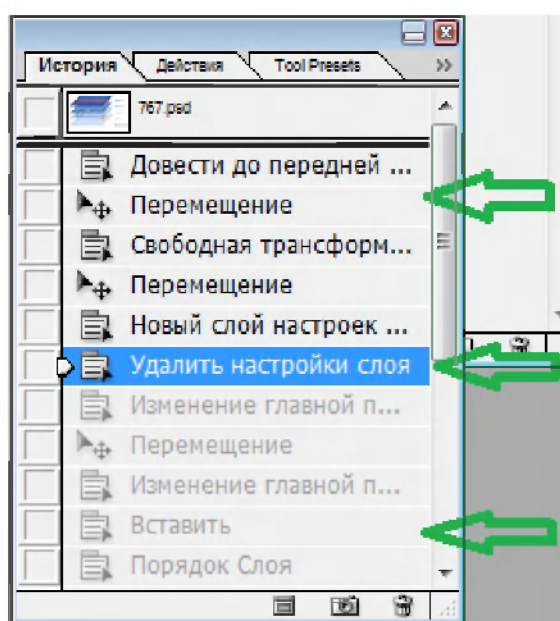 История Действия Tool Presets
767.psd
Довести до передней ...
Перемещение
Свободная трансформ...
Перемещение
Новый слой настроек ...
Удалить настройки слоя
Изменение главной п...
Перемещение
Изменение главной п...
Вставить
Порядок Слоя